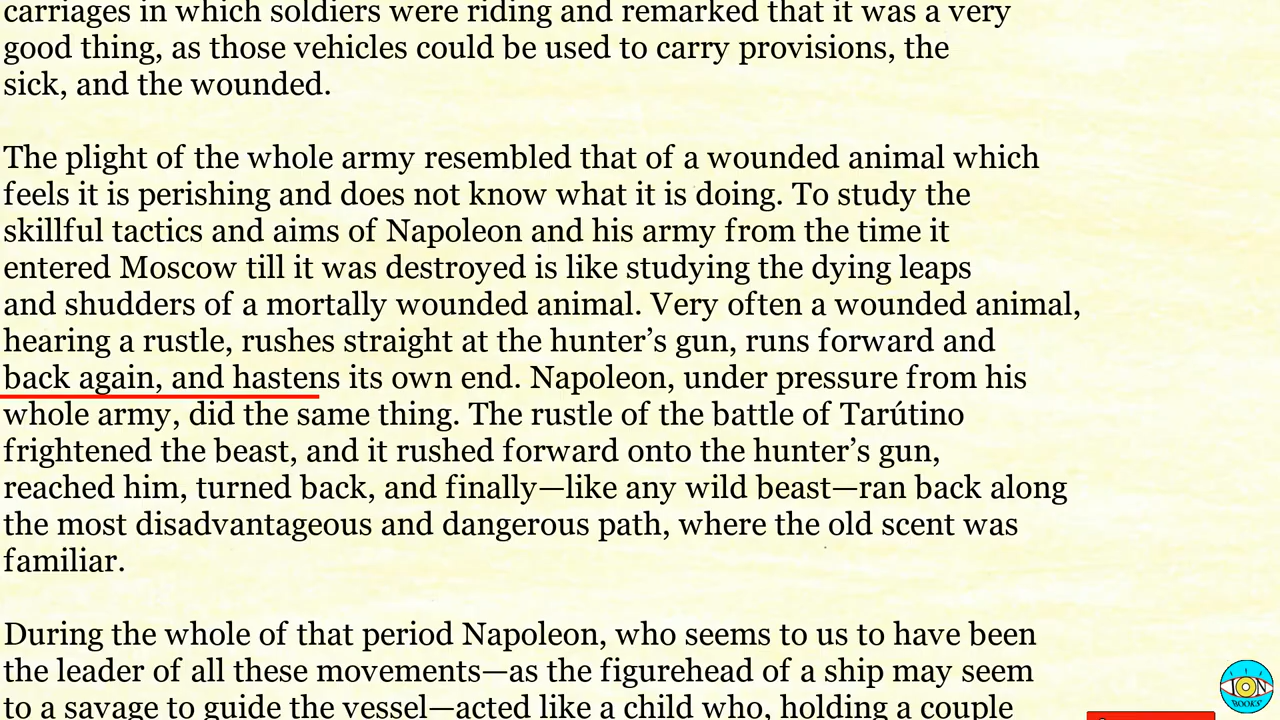 carriages in which soldiers were riding and remarked that it was a very
good thing, as those vehicles could be used to carry provisions, the
sick, and the wounded.
The plight of the whole army resembled that of a wounded animal which
feels it is perishing and does not know what it is doing. To study the
skillful tactics and aims of Napoleon and his army from the time it
entered Moscow till it was destroyed is like studying the dying leaps
and shudders of a mortally wounded animal. Very often a wounded animal,
hearing a rustle, rushes straight at the hunter’s gun, runs forward and
back again, and hastens its own end. Napoleon, under pressure from his
whole army, did the same thing. The rustle of the battle of Tarútino
frightened the beast, and it rushed forward onto the hunter’s gun,
reached him, turned back, and finally—like any wild beast—ran back along
the most disadvantageous and dangerous path, where the old scent was
familiar.
During the whole of that period Napoleon, who seems to us to have been
the leader of all these movements—as the figurehead of a ship may seem
to a savage to guide the vessel—acted like a child who, holding a couple
ION
BOOKS